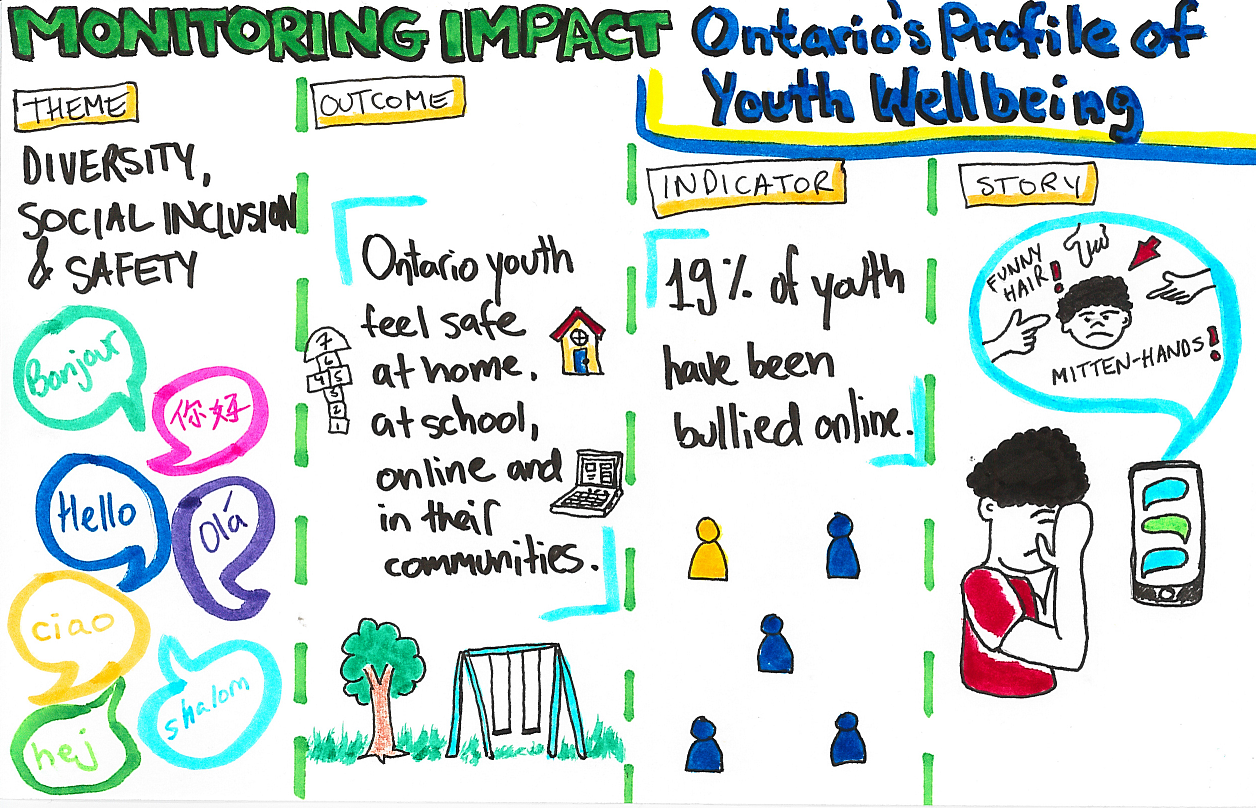 MONITORING IMPACT
Ontario's Profile of
Youth Wellbeing
THEME
DIVERSITY,
SOCIAL INCLUSION
& SAFETY
Bonjour
你好
Hello
Olá
ciao
shalom
hej
OUTCOME
Ontario youth
feel safe
at home,
at school,
online and
in their
communities.
7
6
4 5
3
2
1
INDICATOR
19% of youth
have been
bullied online.
STORY
FUNNY
HAIR!
MITTEN-HANDS!